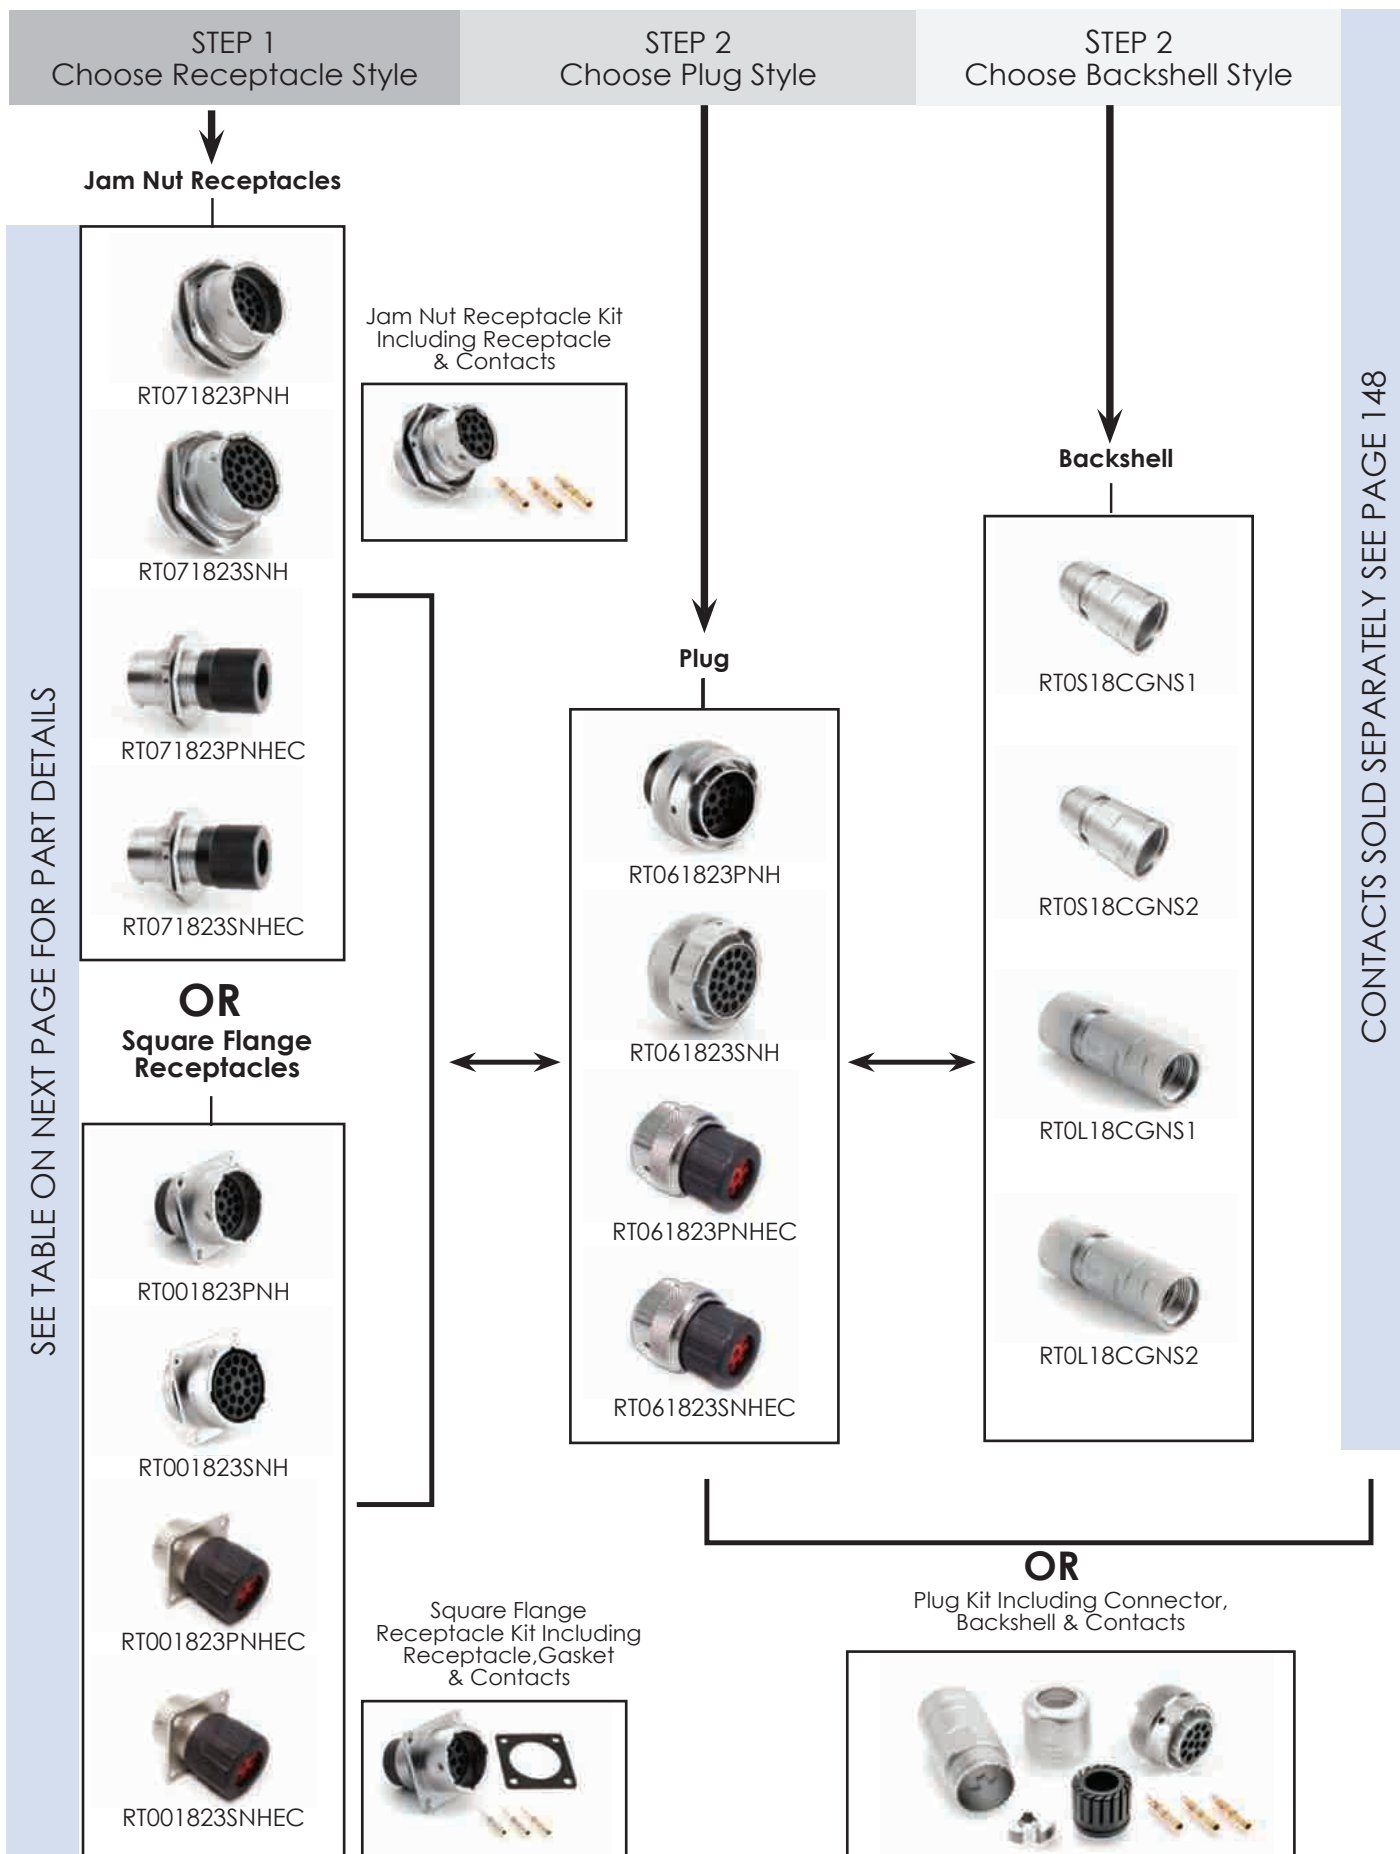 STEP 1
Choose Receptacle Style
STEP 2
Choose Plug Style
STEP 2
Choose Backshell Style
Jam Nut Receptacles
RT071823PNH
RT071823SNH
RT071823PNHEC
RT071823SNHEC
Jam Nut Receptacle Kit
Including Receptacle
& Contacts
OR
Square Flange
Receptacles
RT001823PNH
RT001823SNH
RT001823PNHEC
RT001823SNHEC
Square Flange
Receptacle Kit Including
Receptacle,Gasket
& Contacts
Plug
RT061823PNH
RT061823SNH
RT061823PNHEC
RT061823SNHEC
Backshell
RT0S18CGNS1
RT0S18CGNS2
RT0L18CGNS1
RT0L18CGNS2
OR
Plug Kit Including Connector,
Backshell & Contacts
SEE TABLE ON NEXT PAGE FOR PART DETAILS
CONTACTS SOLD SEPARATELY SEE PAGE 148